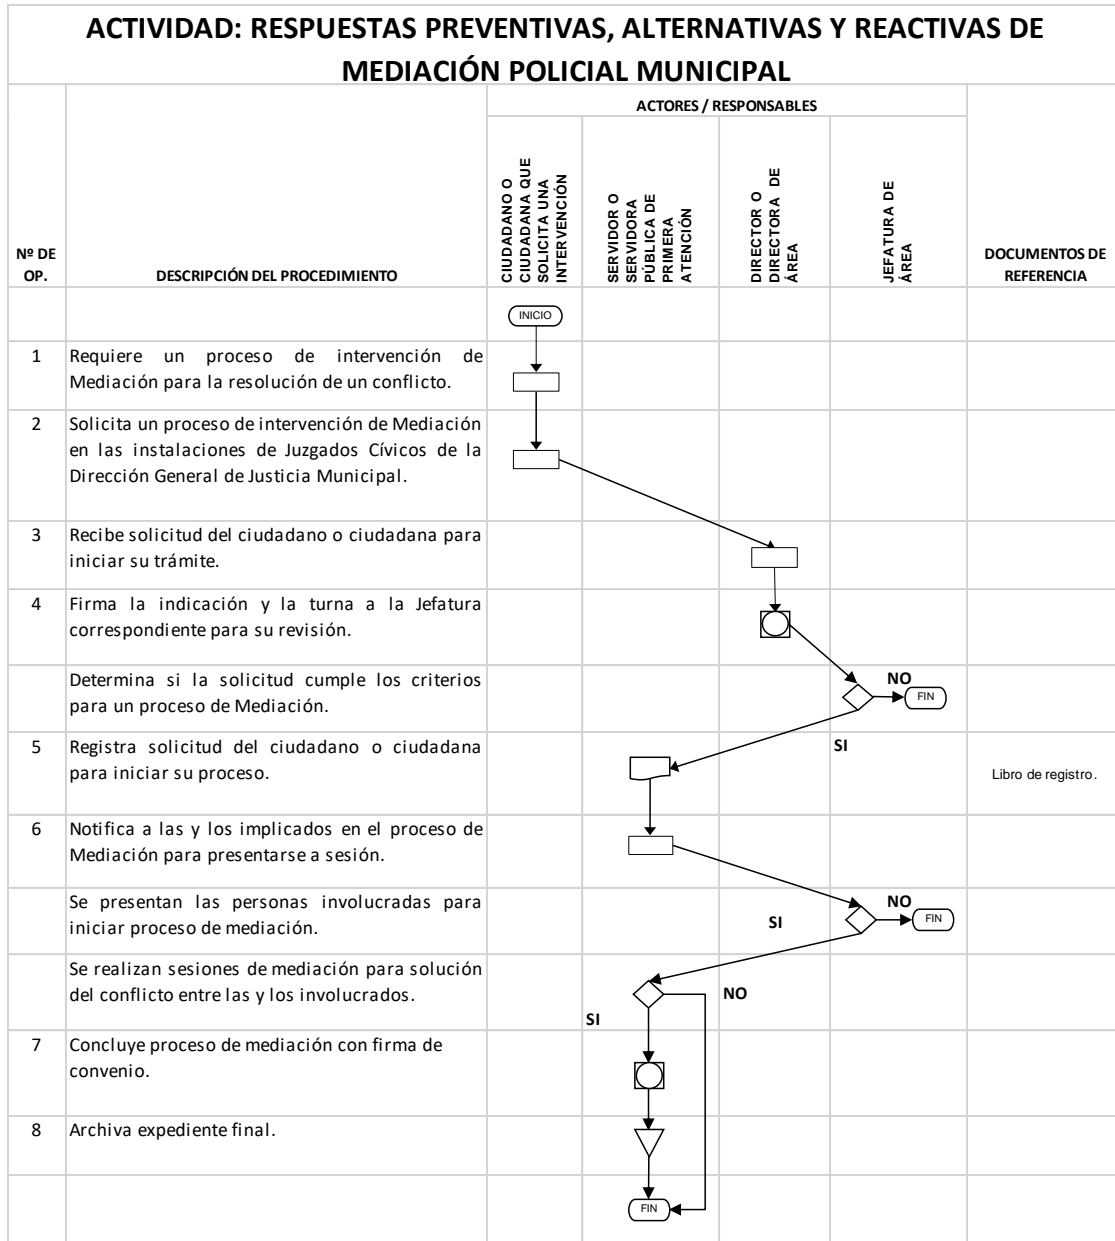 ACTIVIDAD: RESPUESTAS PREVENTIVAS, ALTERNATIVAS Y REACTIVAS DE
MEDIACIÓN POLICIAL MUNICIPAL
Nº DE
OP.
DESCRIPCIÓN DEL PROCEDIMIENTO
ACTORES / RESPONSABLES
CIUDADANO O
CIUDADANA QUE
SOLICITA UNA
INTERVENCIÓN
SERVIDOR O
SERVIDORA
PÚBLICA DE
PRIMERA
ATENCIÓN
DIRECTOR O
DIRECTORA DE
ÁREA
JEFATURA DE
ÁREA
DOCUMENTOS DE
REFERENCIA
INICIO
1 Requiere un proceso de intervención de
Mediación para la resolución de un conflicto.
2 Solicita un proceso de intervención de Mediación
en las instalaciones de Juzgados Cívicos de la
Dirección General de Justicia Municipal.
3 Recibe solicitud del ciudadano o ciudadana para
iniciar su trámite.
4 Firma la indicación y la turna a la Jefatura
correspondiente para su revisión.
Determina si la solicitud cumple los criterios
para un proceso de Mediación.
NO
FIN
SI
5 Registra solicitud del ciudadano o ciudadana
para iniciar su proceso.
Libro de registro.
6 Notifica a las y los implicados en el proceso de
Mediación para presentarse a sesión.
Se presentan las personas involucradas para
iniciar proceso de mediación.
NO
FIN
SI
Se realizan sesiones de mediación para solución
del conflicto entre las y los involucrados.
NO
SI
7 Concluye proceso de mediación con firma de
convenio.
8 Archiva expediente final.
FIN